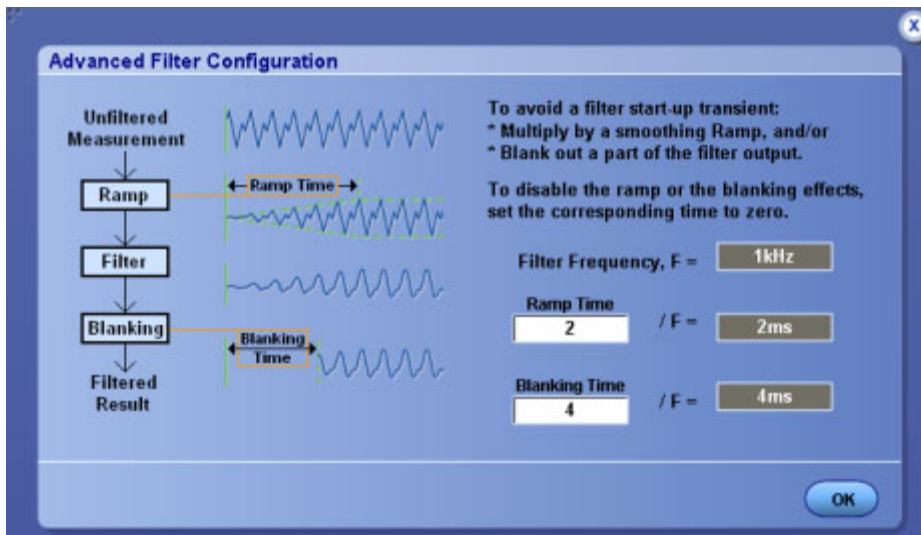 X
Advanced Filter Configuration
Unfiltered
Measurement
Ramp
Filter
Blanking
Filtered
Result
Ramp Time
Blanking
Time
To avoid a filter start-up transient:
* Multiply by a smoothing Ramp, and/or
* Blank out a part of the filter output.
To disable the ramp or the blanking effects,
set the corresponding time to zero.
Filter Frequency, F = 1kHz
Ramp Time
2 / F = 2ms
Blanking Time
4 / F = 4ms
OK